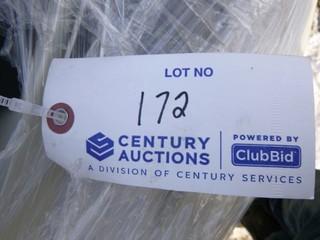 LOT NO
172
CENTURY AUCTIONS
POWERED BY
ClubBid
A DIVISION OF CENTURY SERVICES